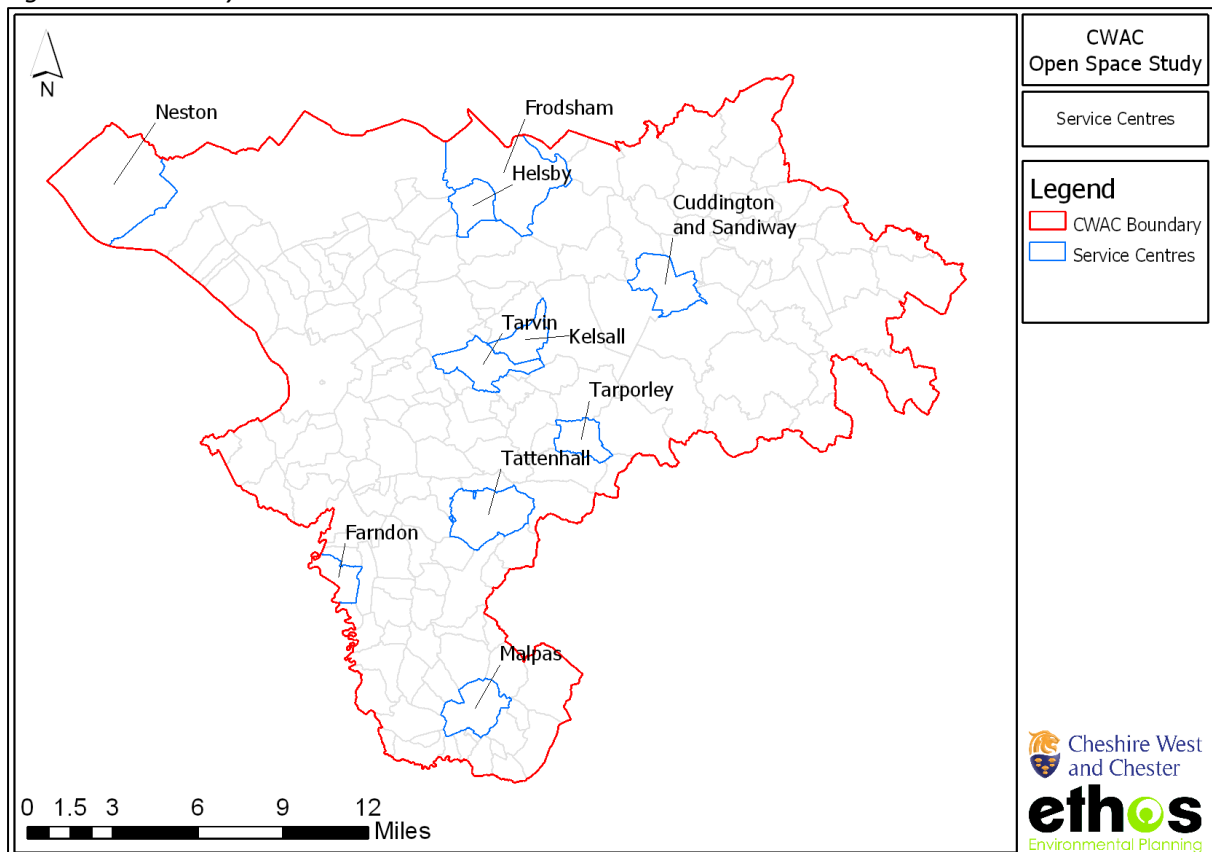 CWAC
Open Space Study
Service Centres
Legend
CWAC Boundary
Service Centres
N
Neston
Frodsham
Helsby
Cuddington
and Sandiway
Tarvin
Kelsall
Tarporley
Tattenhall
Farndon
Malpas
0 1.5 3 6 9 12
Miles
Cheshire West
and Chester
ethos
Environmental Planning